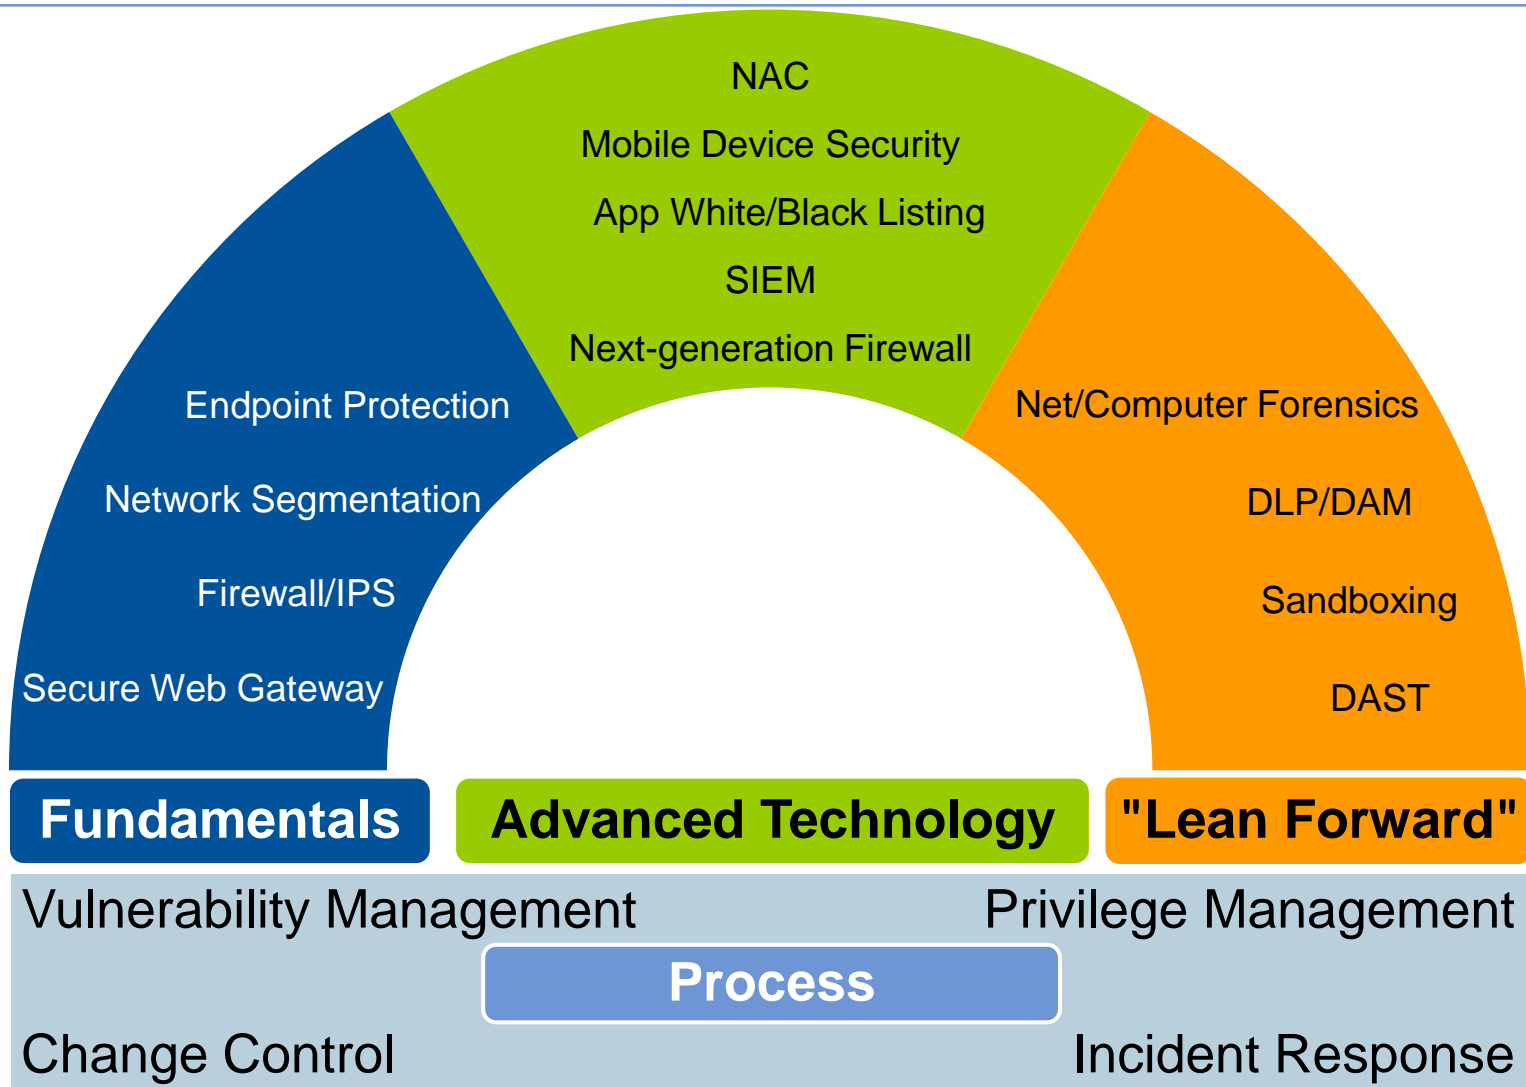 NAC
Mobile Device Security
App White/Black Listing
SIEM
Next-generation Firewall
Endpoint Protection
Network Segmentation
Firewall/IPS
Secure Web Gateway
Net/Computer Forensics
DLP/DAM
Sandboxing
DAST
Fundamentals
Advanced Technology
"Lean Forward"
Vulnerability Management
Privilege Management
Process
Change Control
Incident Response